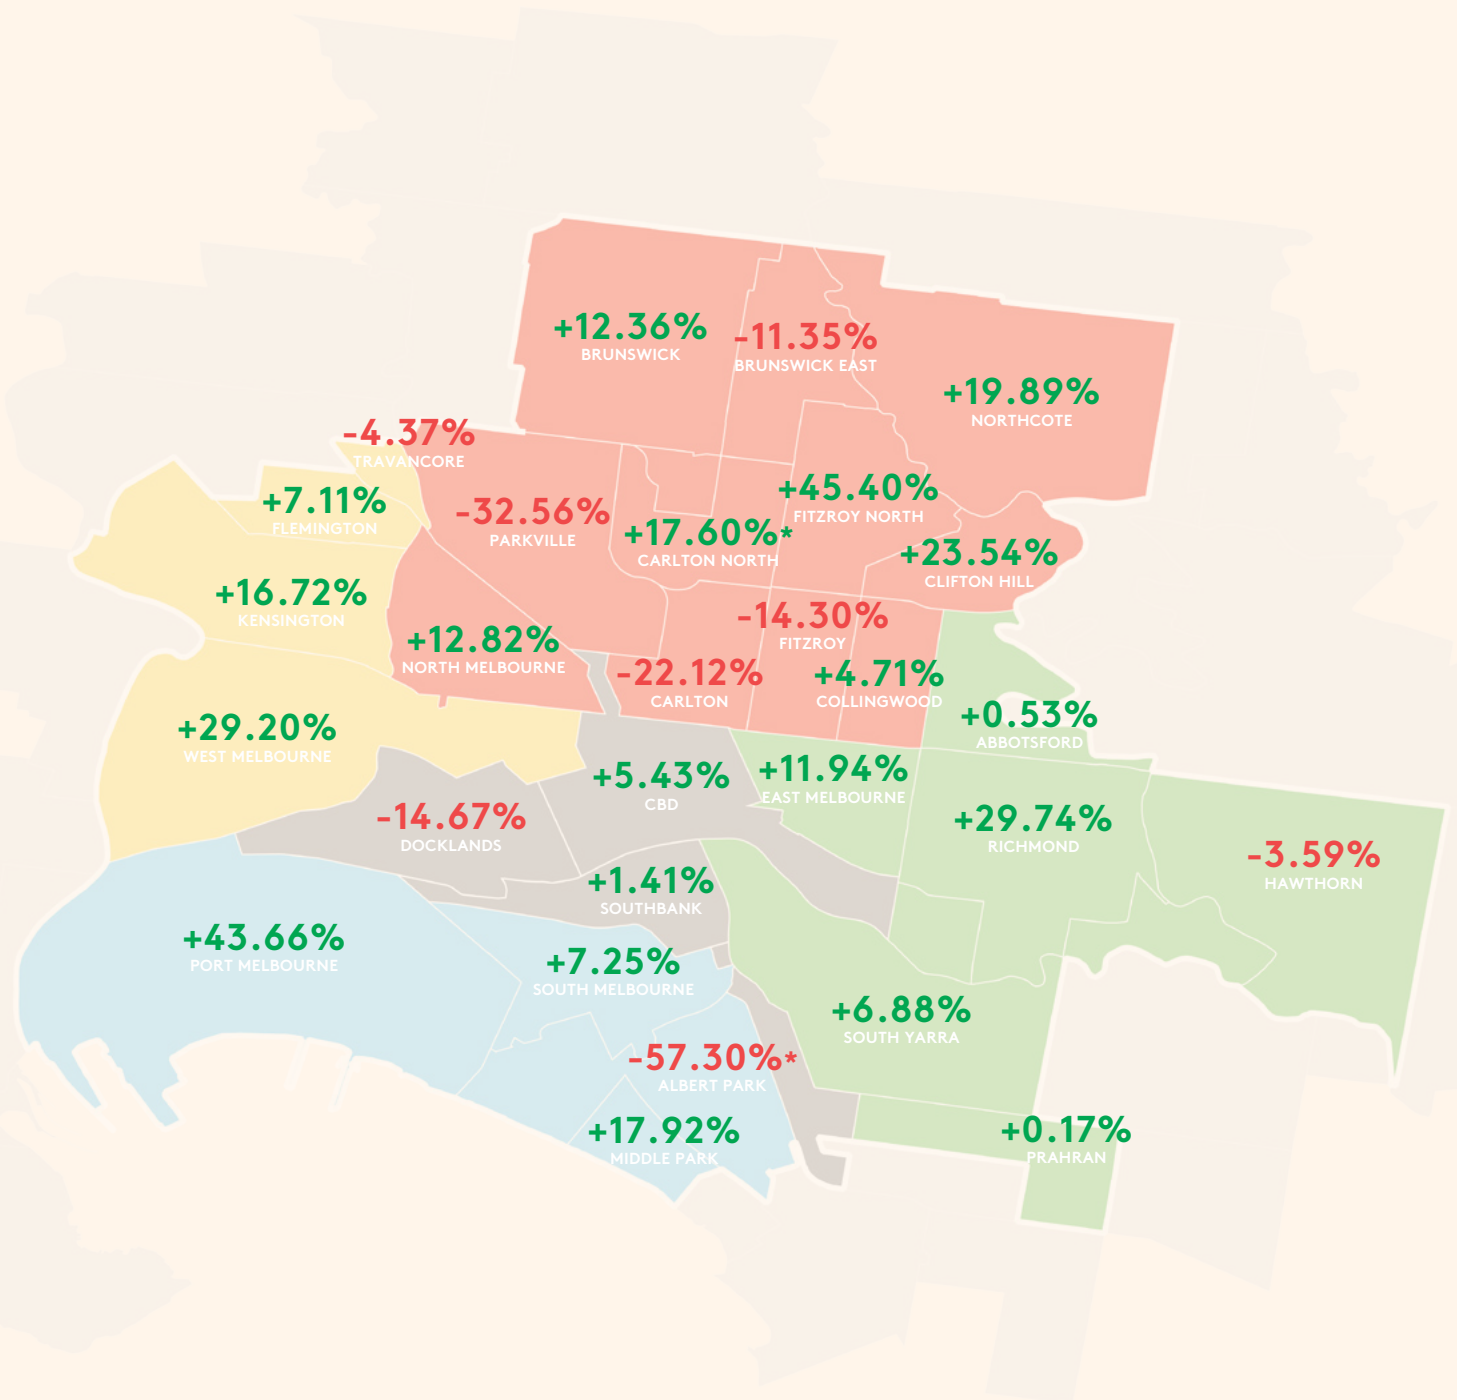 +12.36%
BRUNSWICK
-11.35%
BRUNSWICK EAST
+19.89%
NORTHCOTE
-4.37%
TRAVANCORE
+7.11%
FLEMINGTON
-32.56%
PARKVILLE
+17.60%*
CARLTON NORTH
+45.40%
FITZROY NORTH
+23.54%
CLIFTON HILL
+16.72%
KENSINGTON
+12.82%
NORTH MELBOURNE
-14.30%
FITZROY
-22.12%
CARLTON
+4.71%
COLLINGWOOD
+0.53%
ABBOTSFORD
+29.20%
WEST MELBOURNE
+5.43%
CBD
+11.94%
EAST MELBOURNE
-14.67%
DOCKLANDS
+29.74%
RICHMOND
-3.59%
HAWTHORN
+1.41%
SOUTHBANK
+43.66%
PORT MELBOURNE
+7.25%
SOUTH MELBOURNE
+6.88%
SOUTH YARRA
-57.30%*
ALBERT PARK
+17.92%
MIDDLE PARK
+0.17%
PRAHRAN